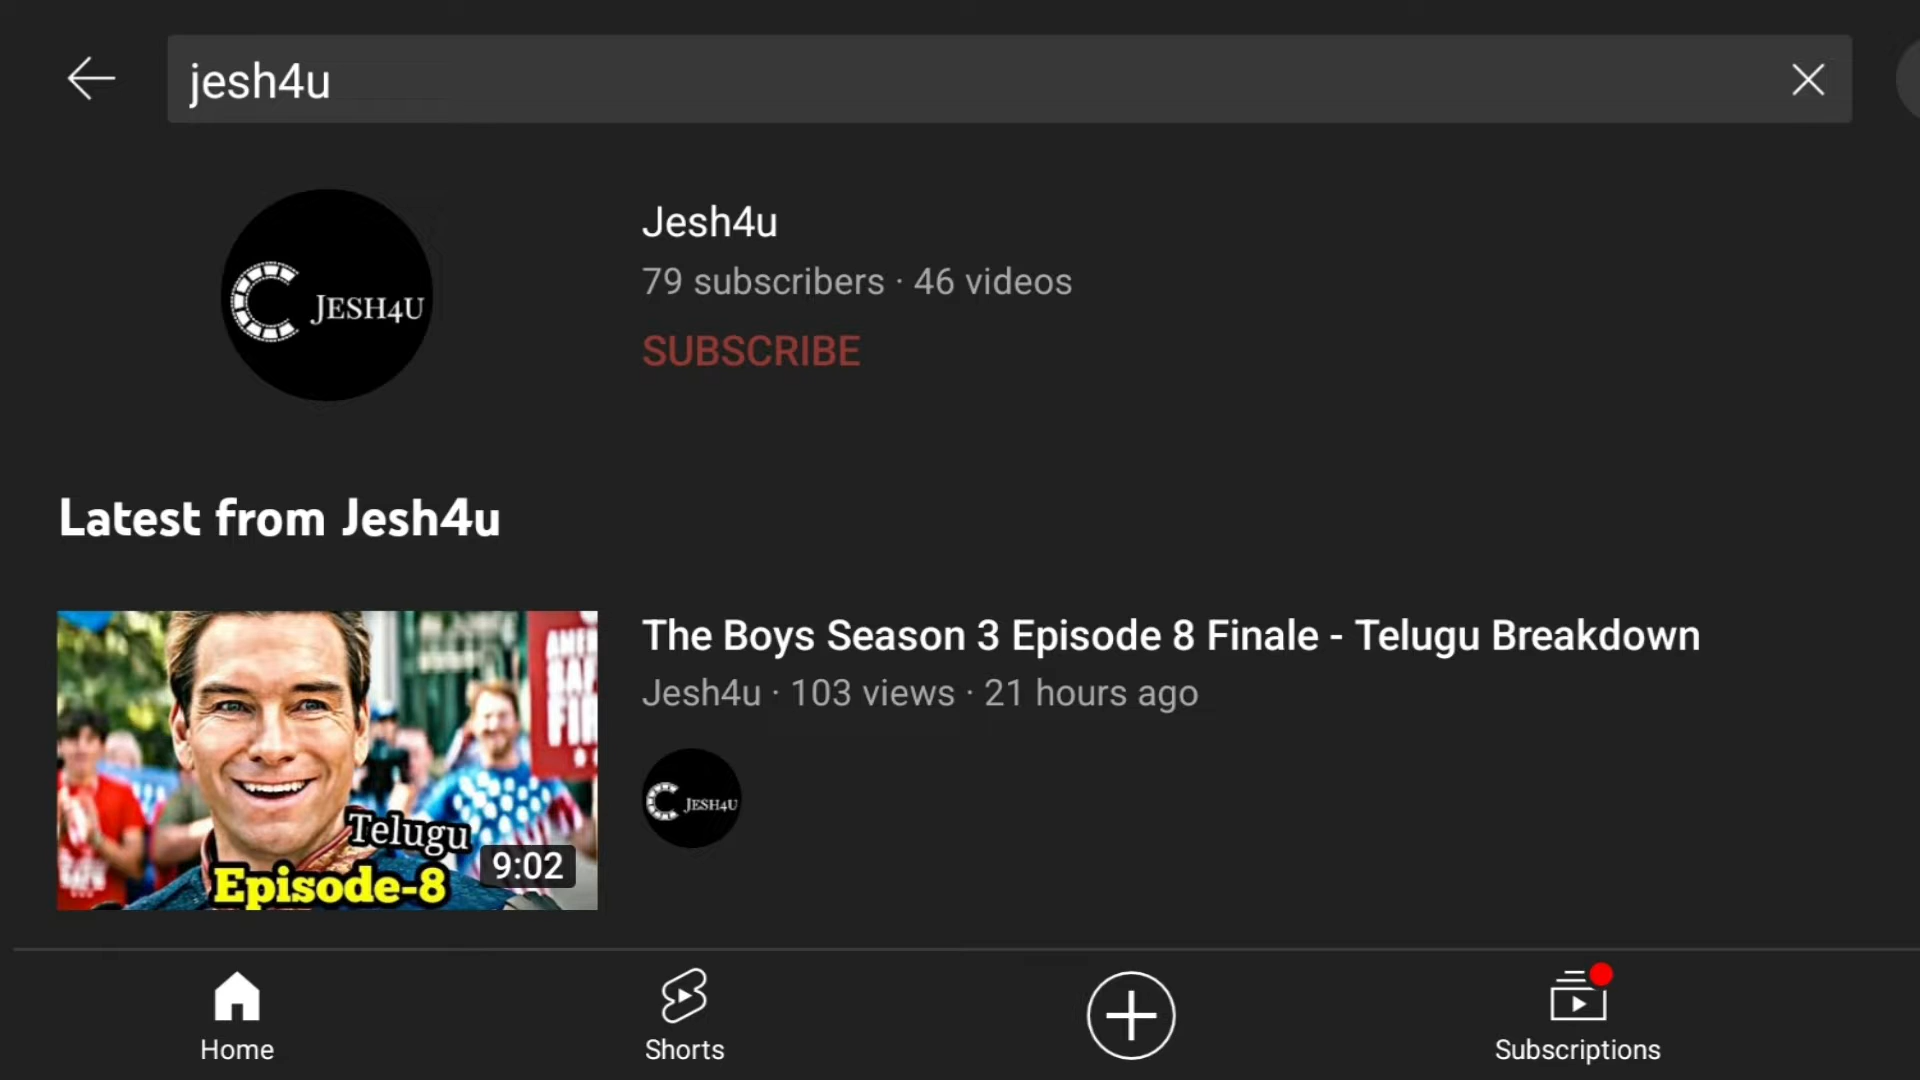 jesh4u
JESH4U
Jesh4u
79 subscribers · 46 videos
SUBSCRIBE
Latest from Jesh4u
The Boys Season 3 Episode 8 Finale - Telugu Breakdown
Jesh4u · 103 views · 21 hours ago
JESH4U
Telugu
Episode-8
9:02
Home
Shorts
Subscriptions